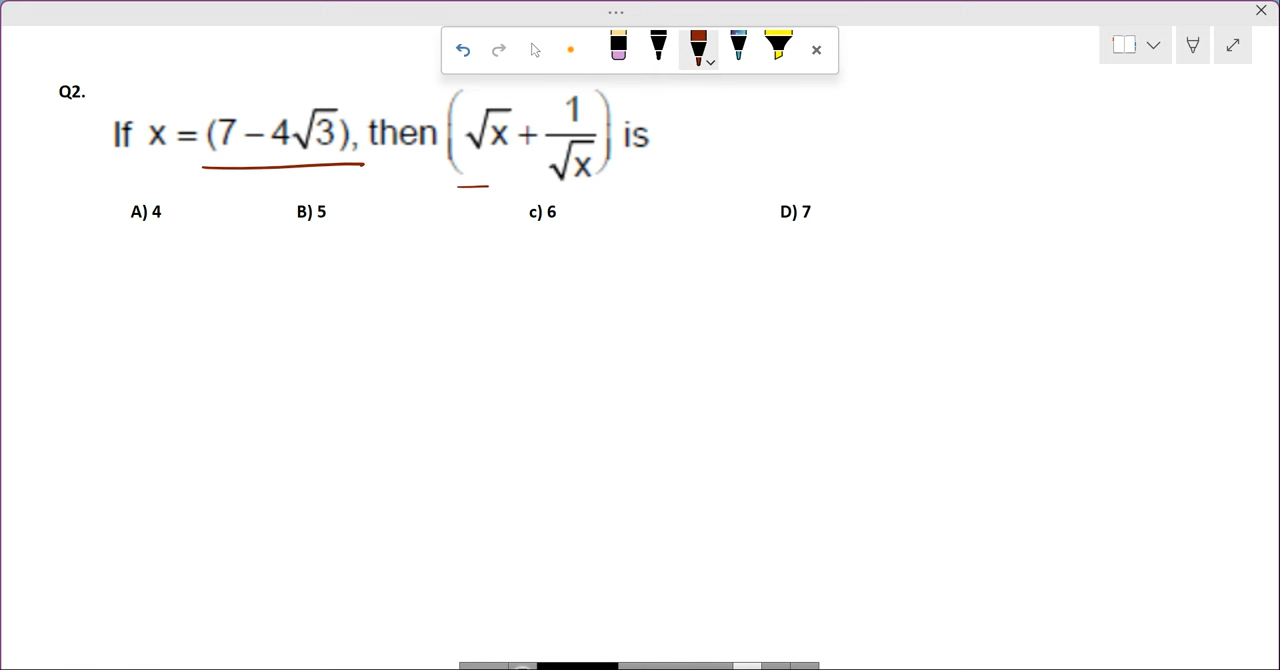 Q2.
If x = (7 – 4√3), then (√x + 1/√x) is
A) 4 B) 5 c) 6 D) 7